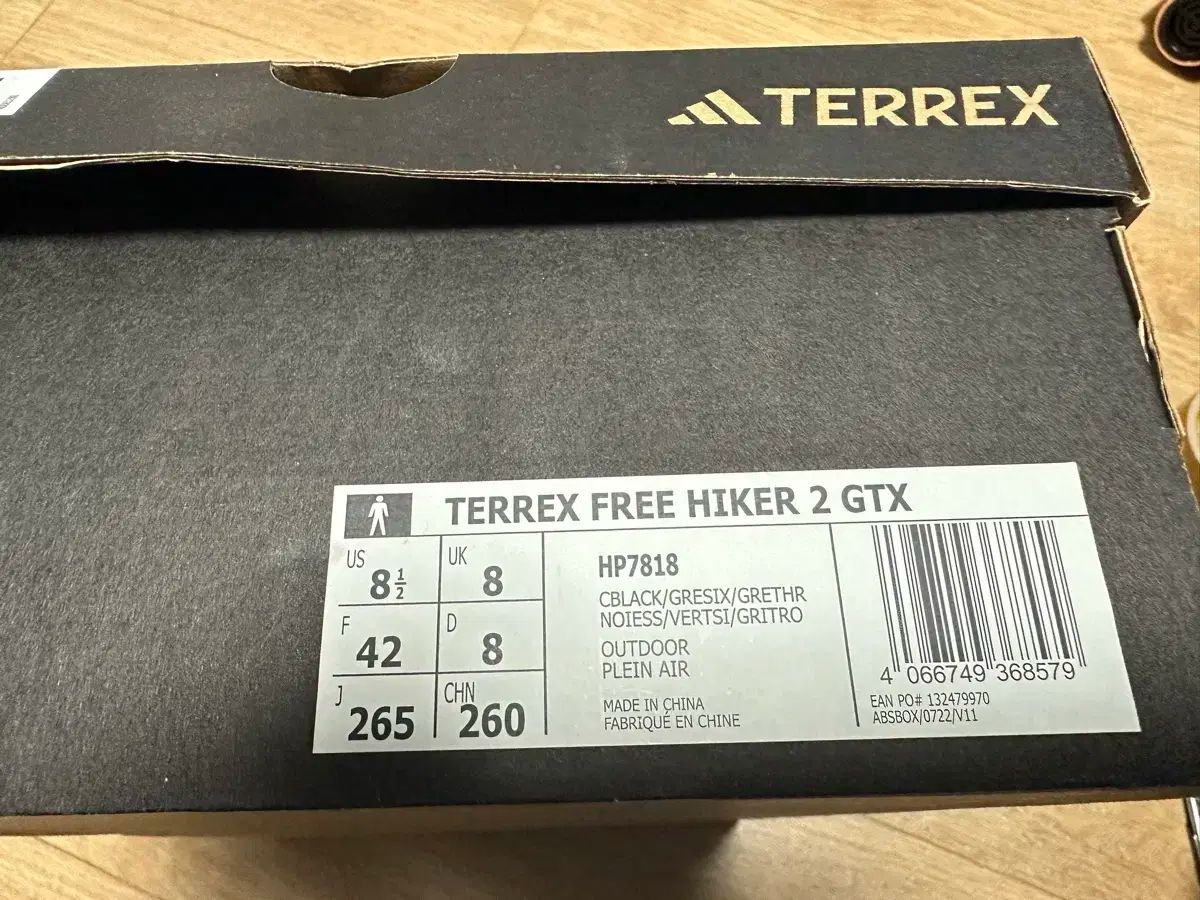 TERREX
TERREX FREE HIKER 2 GTX
US 8 1/2 UK 8
F 42 D 8
J 265 CHN 260
HP7818
CBLACK/GRESIX/GRETHR
NOIESS/VERTSI/GRITRO
OUTDOOR
PLEIN AIR
MADE IN CHINA
FABRIQUÉ EN CHINE
4 066749 368579
EAN PO# 132479970
ABSBOX/0722/V11